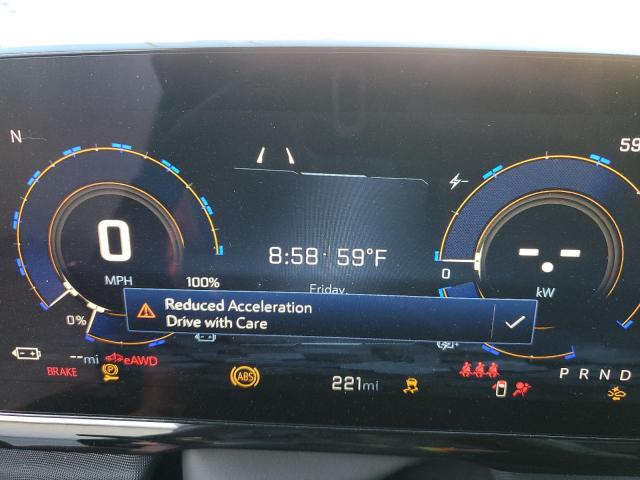 N
59
0
MPH
8:58 59°F
Friday
0
-- kW
100%
Reduced Acceleration
Drive with Care
0%
--mi
eAWD
BRAKE
P
ABS
221mi
P R N D